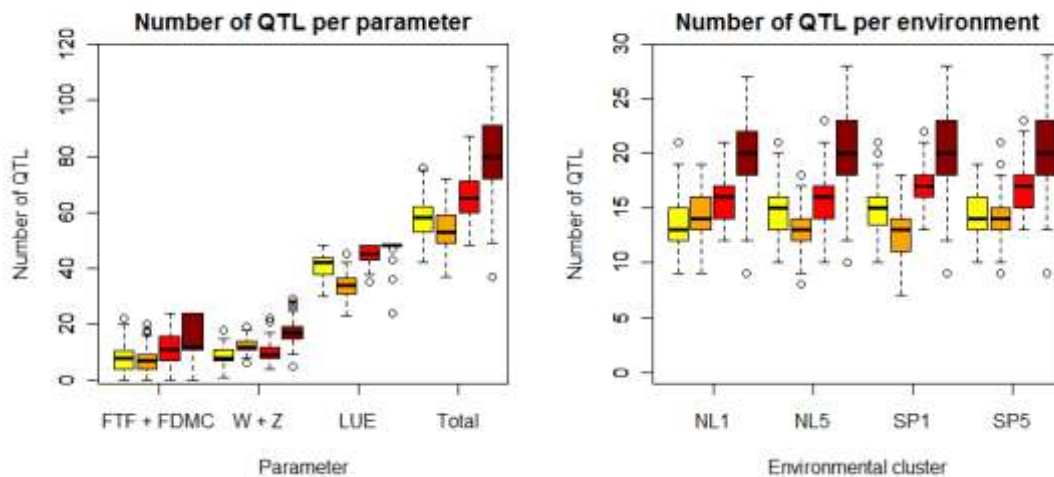 Number of QTL per parameter
Number of QTL
120
100
80
60
40
20
0
FTF + FDMC W + Z LUE Total
Parameter
Number of QTL per environment
Number of QTL
30
25
20
15
10
5
0
NL1 NL5 SP1 SP5
Environmental cluster